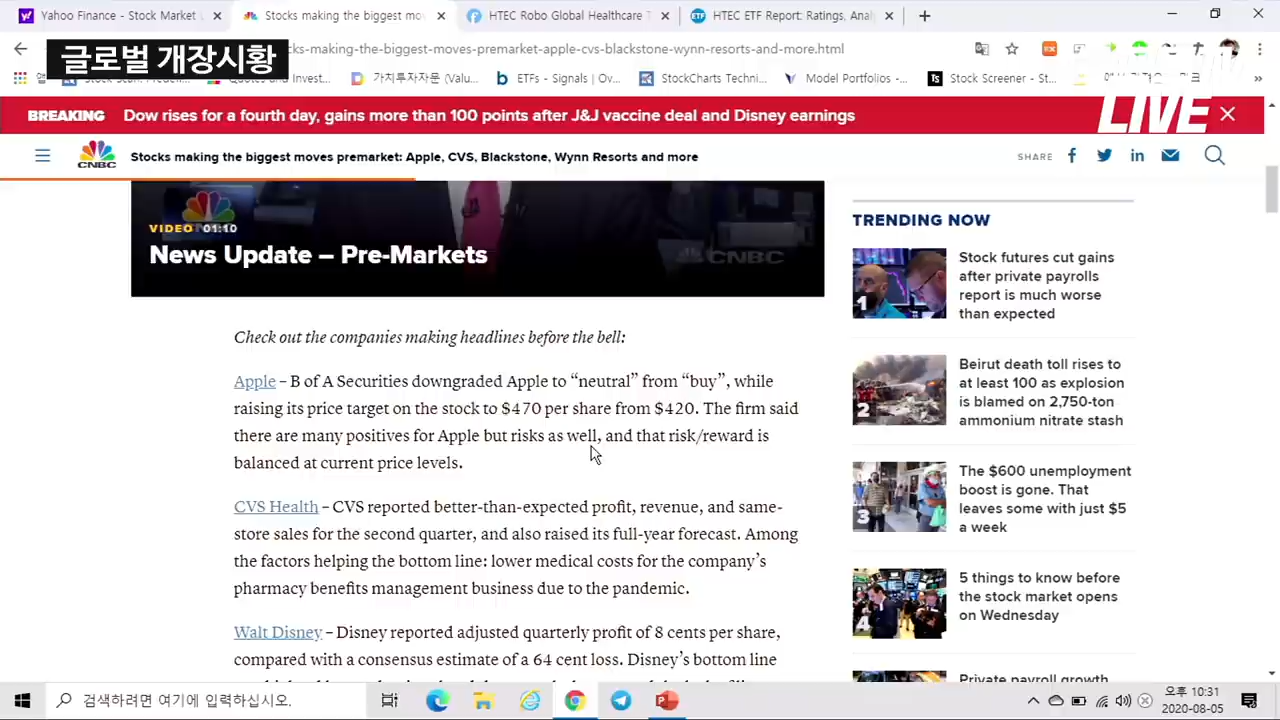 Yahoo Finance - Stock Market L
Stocks making the biggest mov
HTEC Robo Global Healthcare T
HTEC ETF Report: Ratings, Anal
글로벌 개장시황
cks-making-the-biggest-moves-premarket-apple-cvs-blackstone-wynn-resorts-and-more.html
Quotes and Invest...
가치투자자문 (Valu...
ETFs - Signals | Ov...
StockCharts Techn...
Model Portfolios -...
Stock Screener - St...
LIVE
BREAKING Dow rises for a fourth day, gains more than 100 points after J&J vaccine deal and Disney earnings
CNBC
Stocks making the biggest moves premarket: Apple, CVS, Blackstone, Wynn Resorts and more
SHARE
VIDEO 01:10
News Update – Pre-Markets
CNBC
Check out the companies making headlines before the bell:
Apple – B of A Securities downgraded Apple to “neutral” from “buy”, while
raising its price target on the stock to $470 per share from $420. The firm said
there are many positives for Apple but risks as well, and that risk/reward is
balanced at current price levels.
CVS Health – CVS reported better-than-expected profit, revenue, and same-
store sales for the second quarter, and also raised its full-year forecast. Among
the factors helping the bottom line: lower medical costs for the company’s
pharmacy benefits management business due to the pandemic.
Walt Disney – Disney reported adjusted quarterly profit of 8 cents per share,
compared with a consensus estimate of a 64 cent loss. Disney’s bottom line
TRENDING NOW
1
Stock futures cut gains
after private payrolls
report is much worse
than expected
2
Beirut death toll rises to
at least 100 as explosion
is blamed on 2,750-ton
ammonium nitrate stash
3
The $600 unemployment
boost is gone. That
leaves some with just $5
a week
4
5 things to know before
the stock market opens
on Wednesday
Private payroll growth
검색하려면 여기에 입력하십시오.
오후 10:31
2020-08-05